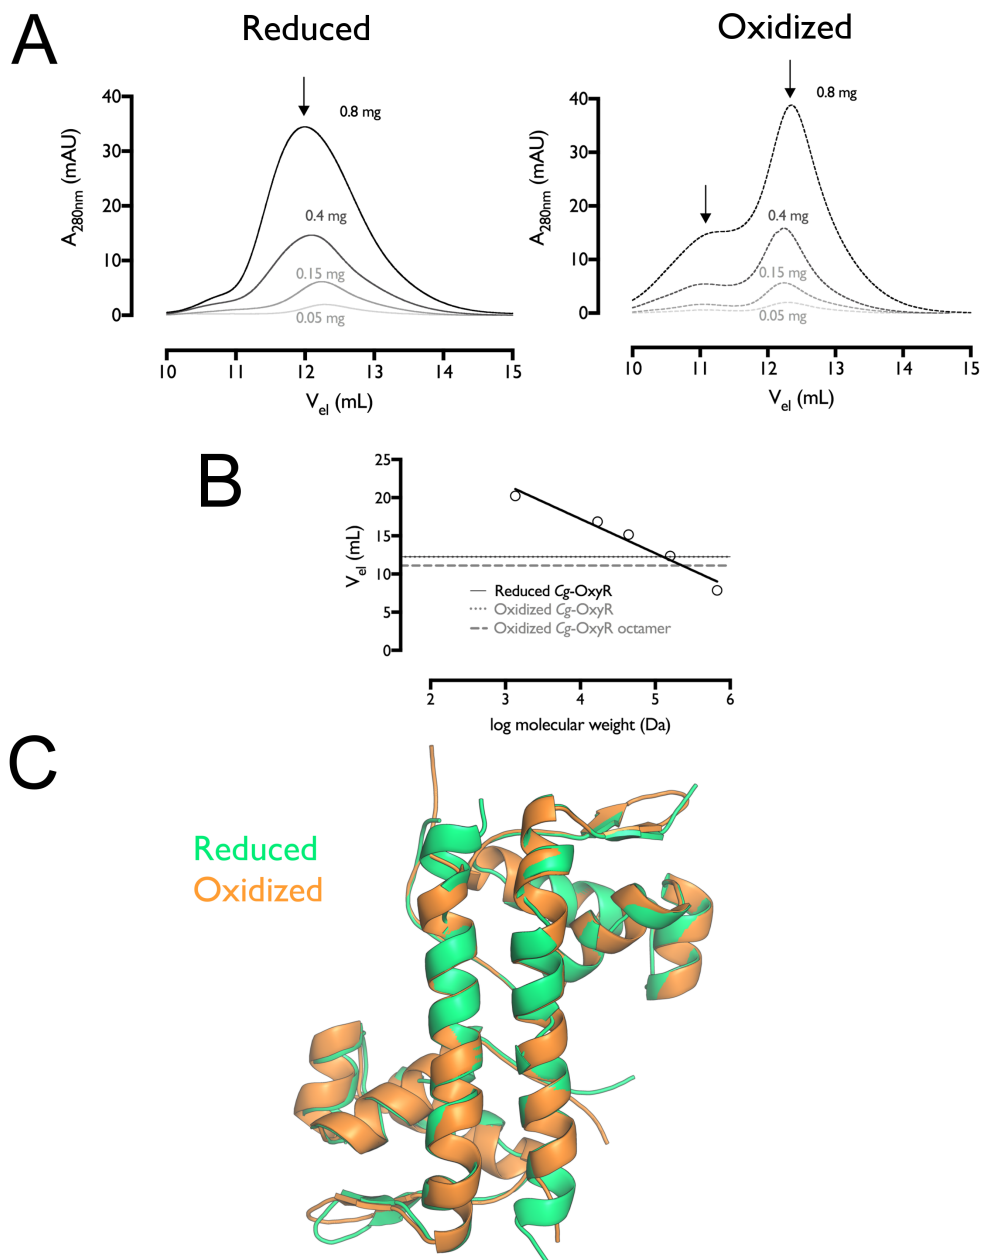 A
Reduced
Oxidized
A280nm (mAU)
40
30
20
10
0
0.8 mg
0.4 mg
0.15 mg
0.05 mg
10 11 12 13 14 15
Vel (mL)
A280nm (mAU)
40
30
20
10
0
0.8 mg
0.4 mg
0.15 mg
0.05 mg
10 11 12 13 14 15
Vel (mL)
B
Vel (mL)
25
20
15
10
5
0
Reduced Cg-OxyR
Oxidized Cg-OxyR
Oxidized Cg-OxyR octamer
2 3 4 5 6
log molecular weight (Da)
C
Reduced
Oxidized